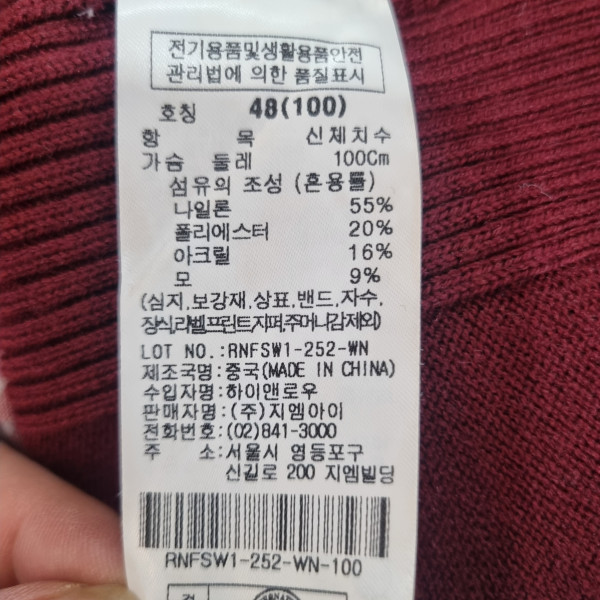 전기용품및생활용품안전
관리법에 의한 품질표시
호칭 48(100)
항 목 신체치수
가슴 둘레 100Cm
섬유의 조성 (혼용률)
나일론 55%
폴리에스터 20%
아크릴 16%
모 9%
(심지,보강재,상표,밴드,자수,
장식,라벨,프린트,지퍼,주머니감제외)
LOT NO.:RNFSW1-252-WN
제조국명:중국(MADE IN CHINA)
수입자명:하이앤로우
판매자명:(주)지엠아이
전화번호:(02)841-3000
주 소:서울시 영등포구
신길로 200 지엠빌딩
RNFSW1-252-WN-100